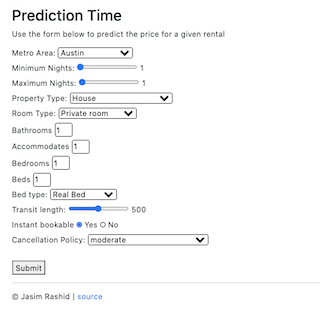 Prediction Time
Use the form below to predict the price for a given rental
Metro Area: Austin
Minimum Nights: 1
Maximum Nights: 1
Property Type: House
Room Type: Private room
Bathrooms 1
Accommodates 1
Bedrooms 1
Beds 1
Bed type: Real Bed
Transit length: 500
Instant bookable Yes No
Cancellation Policy: moderate
Submit
© Jasim Rashid | source